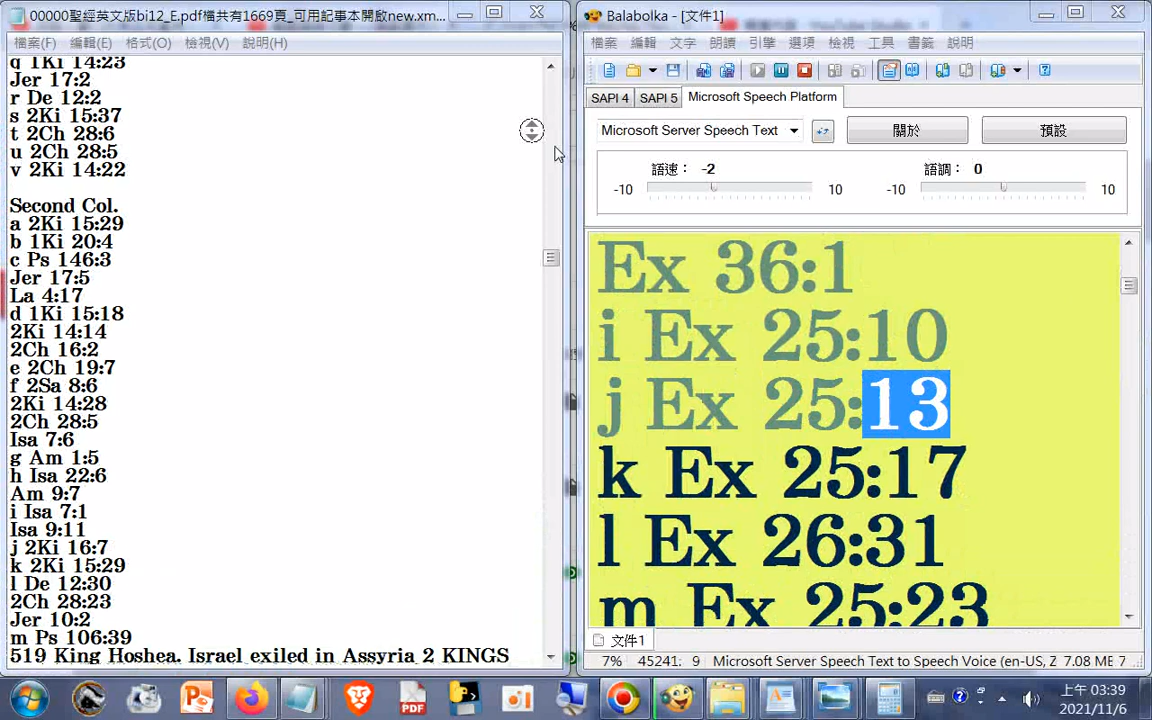 00000聖經英文版bi12_E.pdf檔共有1669頁_可用記事本開啟new.xm...
檔案(F) 編輯(E) 格式(O) 檢視(V) 說明(H)
q 1Ki 14:23
Jer 17:2
r De 12:2
s 2Ki 15:37
t 2Ch 28:6
u 2Ch 28:5
v 2Ki 14:22
Second Col.
a 2Ki 15:29
b 1Ki 20:4
c Ps 146:3
Jer 17:5
La 4:17
d 1Ki 15:18
2Ki 14:14
2Ch 16:2
e 2Ch 19:7
f 2Sa 8:6
2Ki 14:28
2Ch 28:5
Isa 7:6
g Am 1:5
h Isa 22:6
Am 9:7
i Isa 7:1
Isa 9:11
j 2Ki 16:7
k 2Ki 15:29
l De 12:30
2Ch 28:23
Jer 10:2
m Ps 106:39
519 King Hoshea. Israel exiled in Assyria 2 KINGS
Balabolka - [文件1]
檔案 編輯 文字 朗讀 引擎 選項 檢視 工具 書籤 說明
SAPI 4 SAPI 5 Microsoft Speech Platform
Microsoft Server Speech Text 關於 預設
語速: -2 語調: 0
-10 10 -10 10
Ex 36:1
i Ex 25:10
j Ex 25:13
k Ex 25:17
l Ex 26:31
m Ex 25:23
文件1
7% 45241: 9 Microsoft Server Speech Text to Speech Voice (en-US, Z 7.08 MB 7
PDF
上午 03:39
2021/11/6